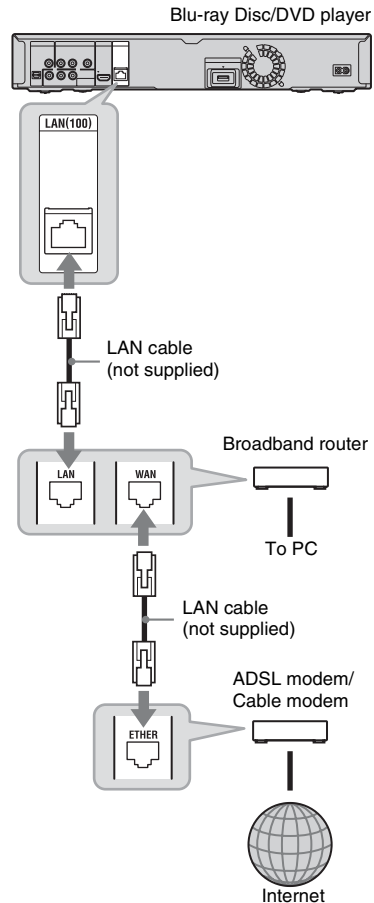 Blu-ray Disc/DVD player
LAN(100)
LAN cable
(not supplied)
Broadband router
LAN
WAN
To PC
LAN cable
(not supplied)
ADSL modem/
Cable modem
ETHER
Internet